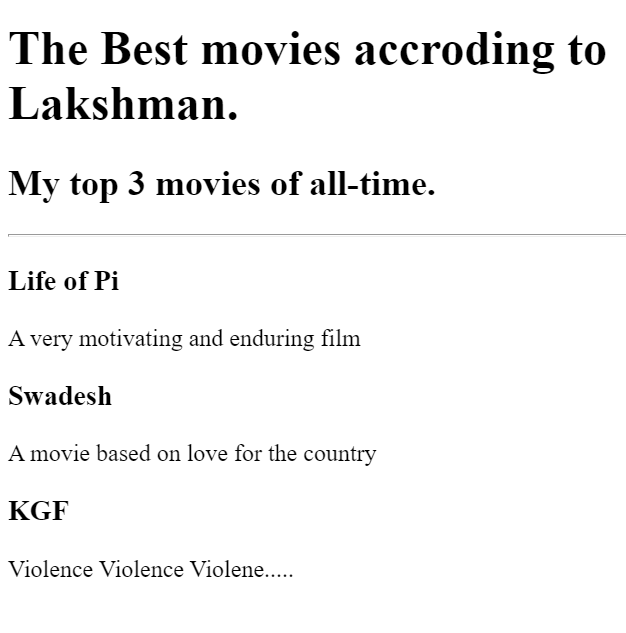 The Best movies accroding to
Lakshman.
My top 3 movies of all-time.
Life of Pi
A very motivating and enduring film
Swadesh
A movie based on love for the country
KGF
Violence Violence Violene.....